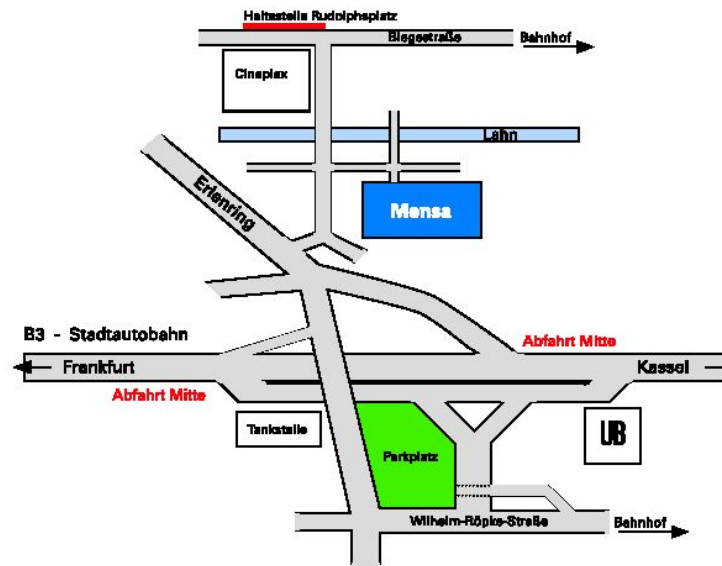 Haltestelle Rudolphsplatz
Biegestraße
Bahnhof
Cineplex
Lahn
Erlenring
Mensa
B3 - Stadtautobahn
Abfahrt Mitte
Frankfurt
Kassel
Abfahrt Mitte
Tankstelle
UB
Parkplatz
Wilhelm-Röpke-Straße
Bahnhof